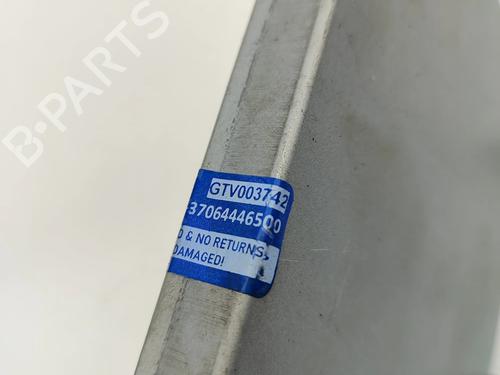 B-PARTS
GTV003742
37064446500
D & NO RETURNS,
DAMAGED!